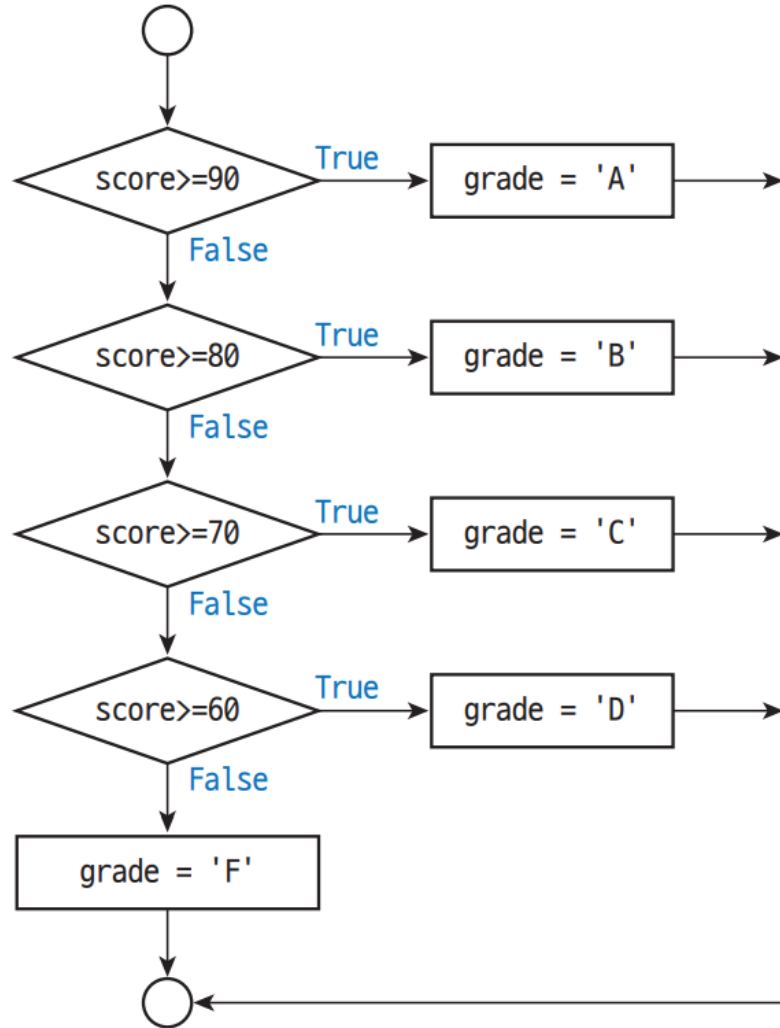 score>=90
True
grade = 'A'
False
score>=80
True
grade = 'B'
False
score>=70
True
grade = 'C'
False
score>=60
True
grade = 'D'
False
grade = 'F'